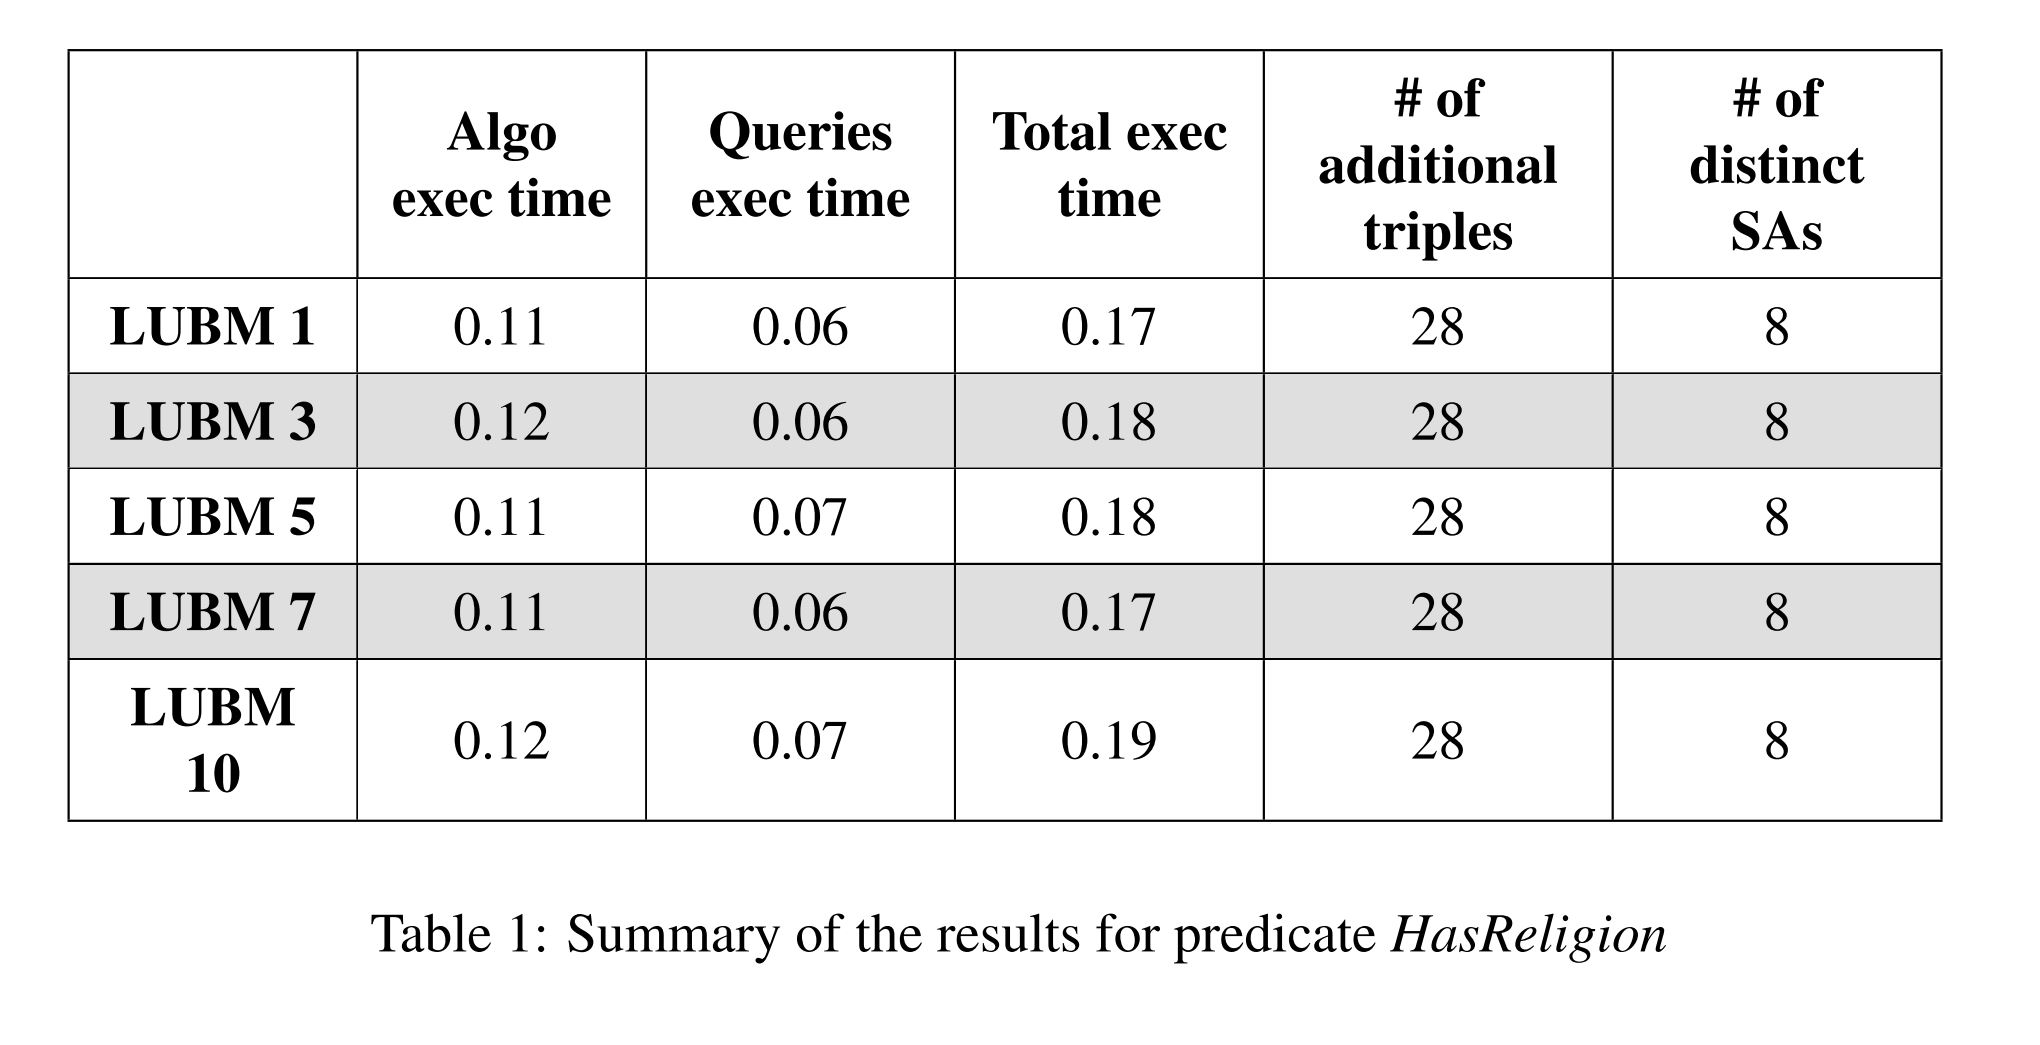 Algo exec time | Queries exec time | Total exec time | # of additional triples | # of distinct SAs
LUBM 1 | 0.11 | 0.06 | 0.17 | 28 | 8
LUBM 3 | 0.12 | 0.06 | 0.18 | 28 | 8
LUBM 5 | 0.11 | 0.07 | 0.18 | 28 | 8
LUBM 7 | 0.11 | 0.06 | 0.17 | 28 | 8
LUBM 10 | 0.12 | 0.07 | 0.19 | 28 | 8
Table 1: Summary of the results for predicate HasReligion